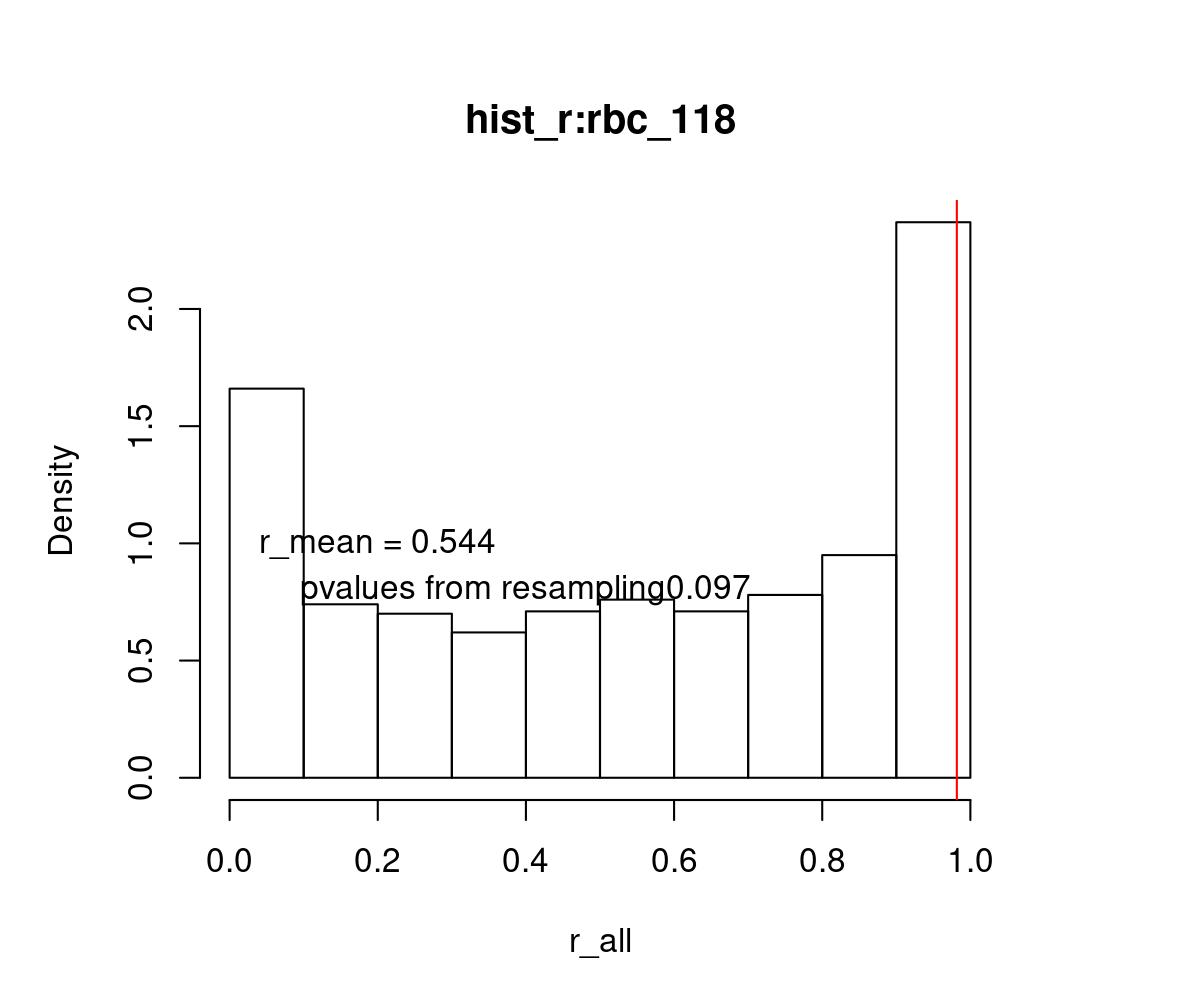 hist_r:rbc_118
Density
2.0
1.5
1.0
0.5
0.0
r_mean = 0.544
pvalues from resampling0.097
0.0 0.2 0.4 0.6 0.8 1.0
r_all